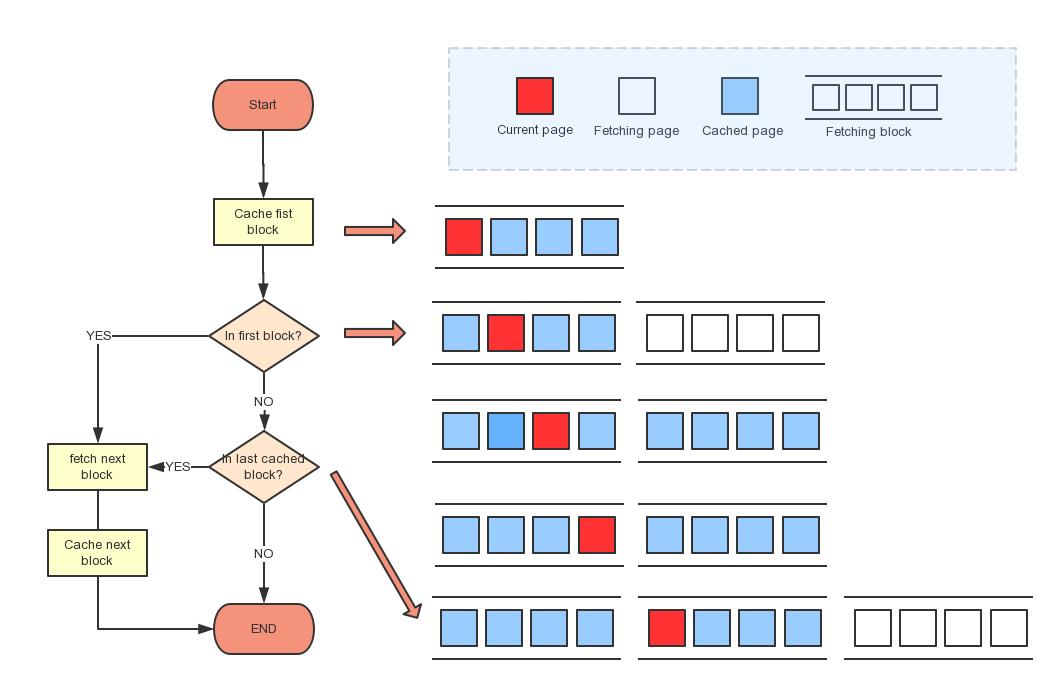 Start
Current page
Fetching page
Cached page
Fetching block
Cache fist
block
In first block?
YES
NO
fetch next
block
YES
In last cached
block?
Cache next
block
NO
END